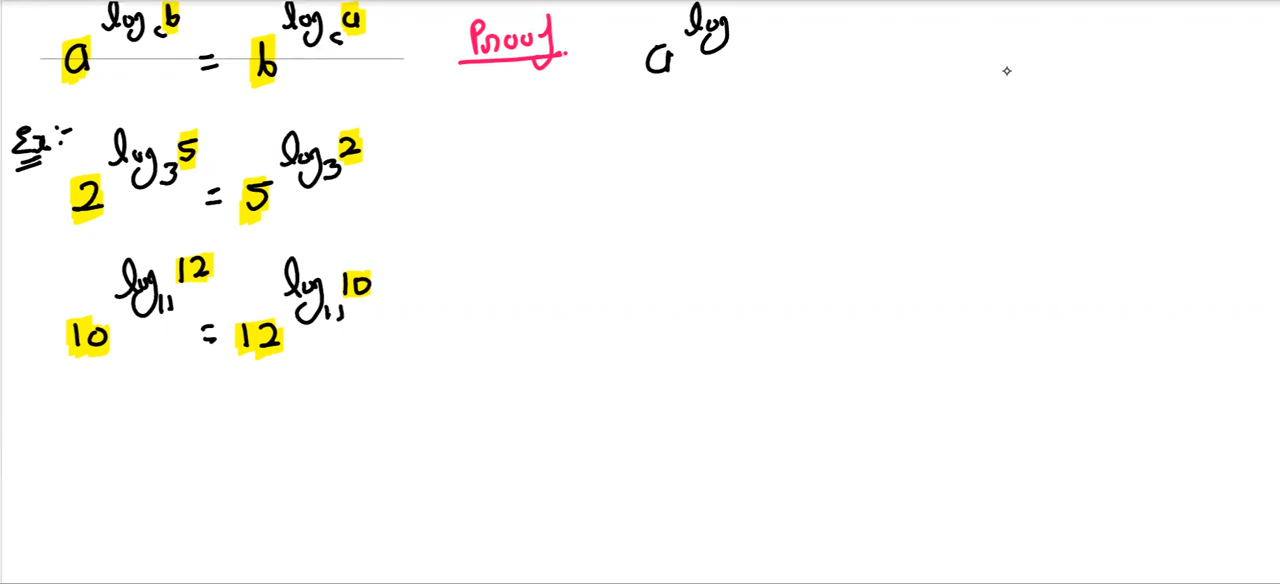 a^(log_c b) = b^(log_c a) Proof a^(log
Ex:- 2^(log_3 5) = 5^(log_3 2)
10^(log_11 12) = 12^(log_11 10)